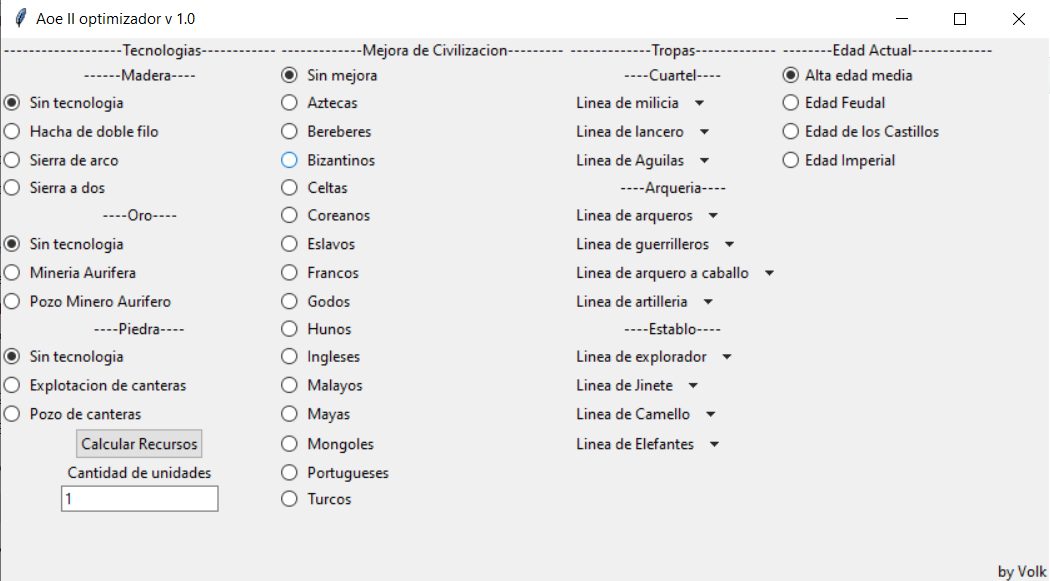 Aoe II optimizador v 1.0
------------------Tecnologias------------ ------------Mejora de Civilizacion--------- ------------Tropas------------- --------Edad Actual-------------
------Madera----
Sin tecnologia
Hacha de doble filo
Sierra de arco
Sierra a dos
----Oro----
Sin tecnologia
Mineria Aurifera
Pozo Minero Aurifero
----Piedra----
Sin tecnologia
Explotacion de canteras
Pozo de canteras
Calcular Recursos
Cantidad de unidades
1
Sin mejora
Aztecas
Bereberes
Bizantinos
Celtas
Coreanos
Eslavos
Francos
Godos
Hunos
Ingleses
Malayos
Mayas
Mongoles
Portugueses
Turcos
----Cuartel----
Linea de milicia
Linea de lancero
Linea de Aguilas
----Arqueria----
Linea de arqueros
Linea de guerrilleros
Linea de arquero a caballo
Linea de artilleria
----Establo----
Linea de explorador
Linea de Jinete
Linea de Camello
Linea de Elefantes
Alta edad media
Edad Feudal
Edad de los Castillos
Edad Imperial
by Volk